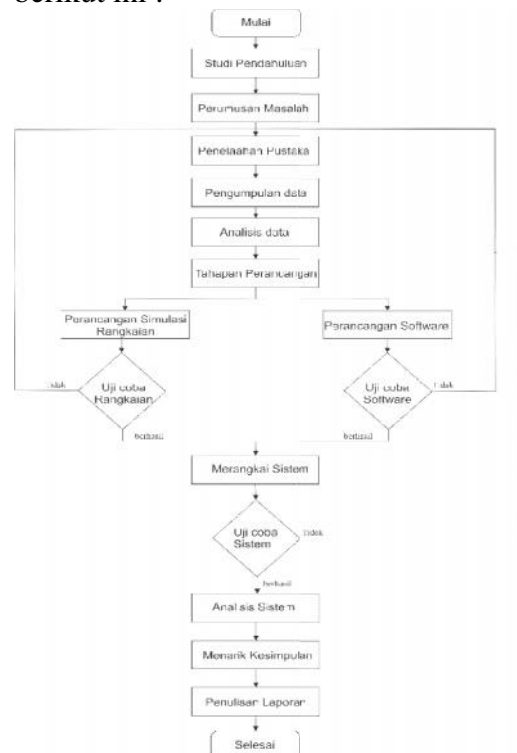 berikut ini :
Mulai
Studi Pendahuluan
Perumusan Masalah
Penelaahan Pustaka
Pengumpulan data
Analisis data
Tahapan Perancangan
Perancangan Simulasi
Rangkaian
Perancangan Software
Tidak
Uji coba
Rangkaian
Uji coba
Software
Tidak
berhasil
berhasil
Merangkai Sistem
Uji coba
Sistem
Tidak
berhasil
Analisis Sistem
Menarik Kesimpulan
Penulisan Laporan
Selesai